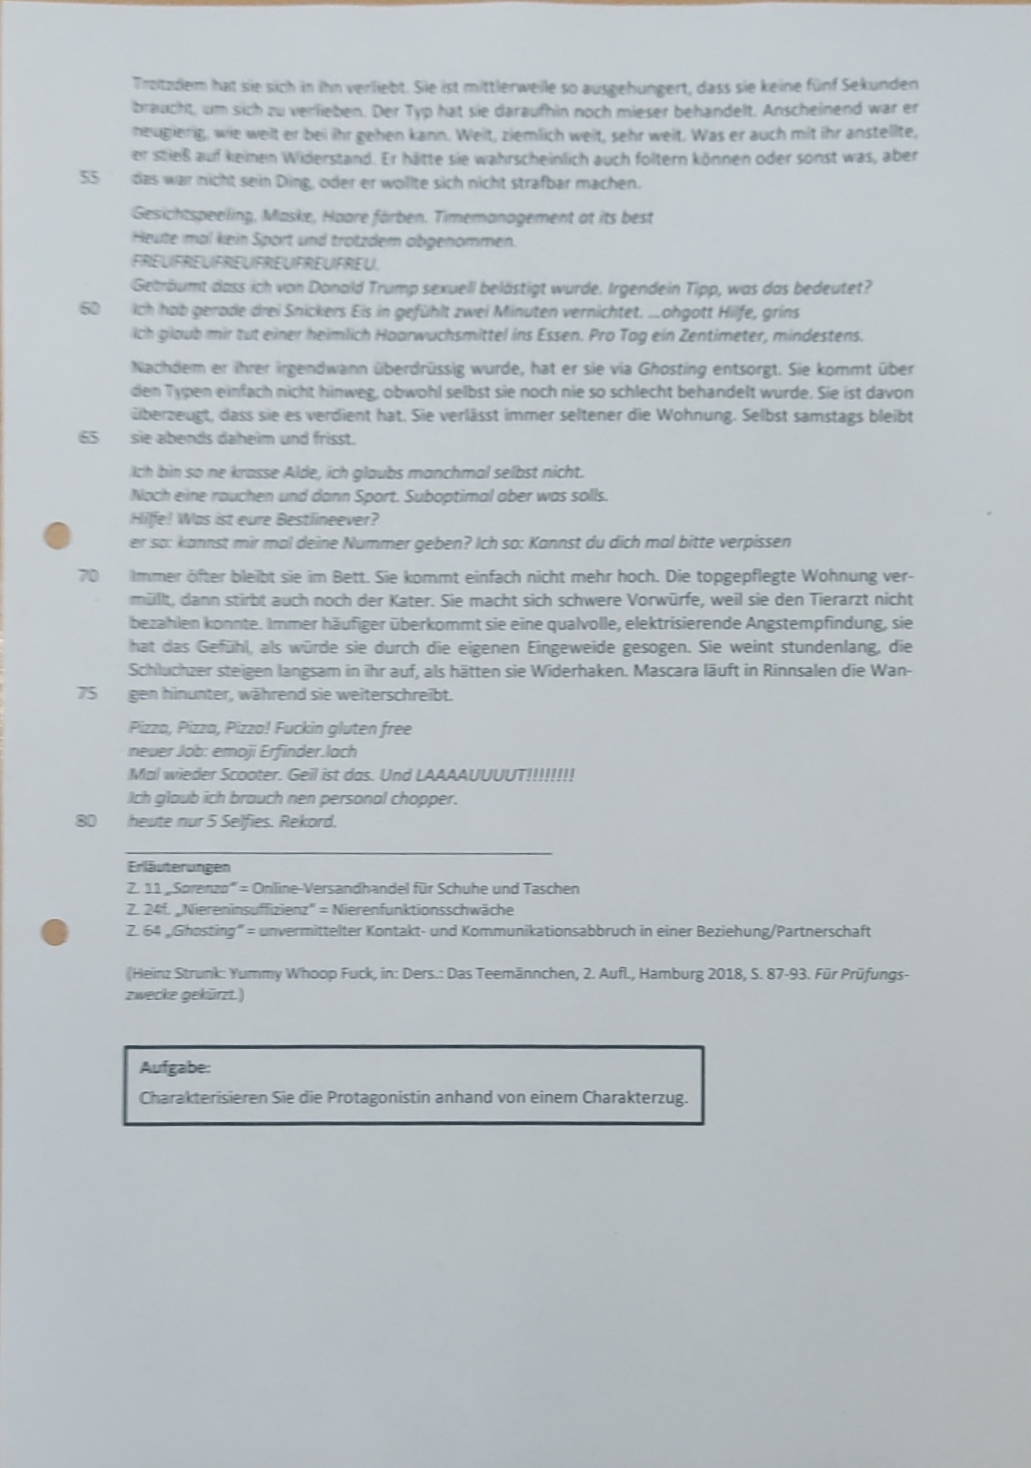 Trotzdem hat sie sich in ihn verliebt. Sie ist mittlerweile so ausgehungert, dass sie keine fünf Sekunden
braucht, um sich zu verlieben. Der Typ hat sie daraufhin noch mieser behandelt. Anscheinend war er
neugierig, wie weit er bei ihr gehen kann. Weit, ziemlich weit, sehr weit. Was er auch mit ihr anstellte,
er stieß auf keinen Widerstand. Er hätte sie wahrscheinlich auch foltern können oder sonst was, aber
55 das war nicht sein Ding, oder er wollte sich nicht strafbar machen.
Gesichtspeeling, Maske, Haare färben. Timemanagement at its best
Heute mal kein Sport und trotzdem abgenommen.
FREUFREUFREUFREUFREUFREU.
Geträumt dass ich von Donald Trump sexuell belästigt wurde. Irgendein Tipp, was das bedeutet?
60 Ich hab gerade drei Snickers Eis in gefühlt zwei Minuten vernichtet. ...ohgott Hilfe, grins
Ich glaub mir tut einer heimlich Haarwuchsmittel ins Essen. Pro Tag ein Zentimeter, mindestens.
Nachdem er ihrer irgendwann überdrüssig wurde, hat er sie via Ghosting entsorgt. Sie kommt über
den Typen einfach nicht hinweg, obwohl selbst sie noch nie so schlecht behandelt wurde. Sie ist davon
überzeugt, dass sie es verdient hat. Sie verlässt immer seltener die Wohnung. Selbst samstags bleibt
65 sie abends daheim und frisst.
Ich bin so ne krasse Alde, ich glaubs manchmal selbst nicht.
Noch eine rauchen und dann Sport. Suboptimal aber was solls.
Hilfe! Was ist eure Bestlineever?
er so: kannst mir mal deine Nummer geben? Ich so: Kannst du dich mal bitte verpissen
70 Immer öfter bleibt sie im Bett. Sie kommt einfach nicht mehr hoch. Die topgepflegte Wohnung ver-
müllt, dann stirbt auch noch der Kater. Sie macht sich schwere Vorwürfe, weil sie den Tierarzt nicht
bezahlen konnte. Immer häufiger überkommt sie eine qualvolle, elektrisierende Angstempfindung, sie
hat das Gefühl, als würde sie durch die eigenen Eingeweide gesogen. Sie weint stundenlang, die
Schluchzer steigen langsam in ihr auf, als hätten sie Widerhaken. Mascara läuft in Rinnsalen die Wan-
75 gen hinunter, während sie weiterschreibt.
Pizza, Pizza, Pizza! Fuckin gluten free
neuer Job: emoji Erfinder.lach
Mal wieder Scooter. Geil ist das. Und LAAAAUUUUT!!!!!!!!
Ich glaub ich brauch nen personal chopper.
80 heute nur 5 Selfies. Rekord.
Erläuterungen
Z. 11 „Sarenza“ = Online-Versandhandel für Schuhe und Taschen
Z. 24f. „Niereninsuffizienz“ = Nierenfunktionsschwäche
Z. 64 „Ghosting“ = unvermittelter Kontakt- und Kommunikationsabbruch in einer Beziehung/Partnerschaft
(Heinz Strunk: Yummy Whoop Fuck, in: Ders.: Das Teemännchen, 2. Aufl., Hamburg 2018, S. 87-93. Für Prüfungs-
zwecke gekürzt.)
Aufgabe:
Charakterisieren Sie die Protagonistin anhand von einem Charakterzug.